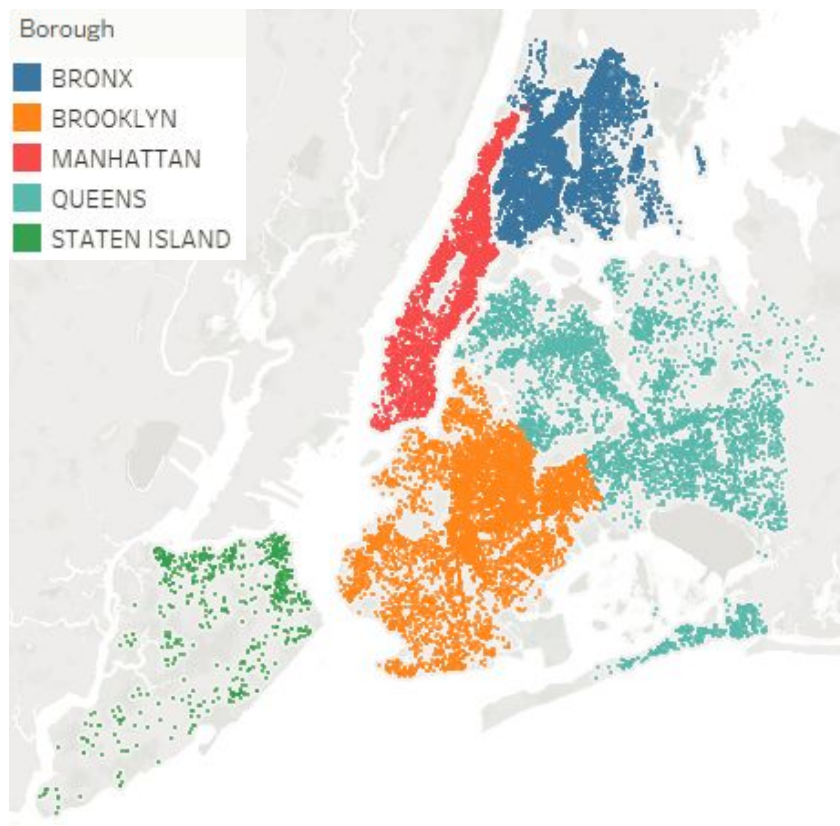 Borough
BRONX
BROOKLYN
MANHATTAN
QUEENS
STATEN ISLAND